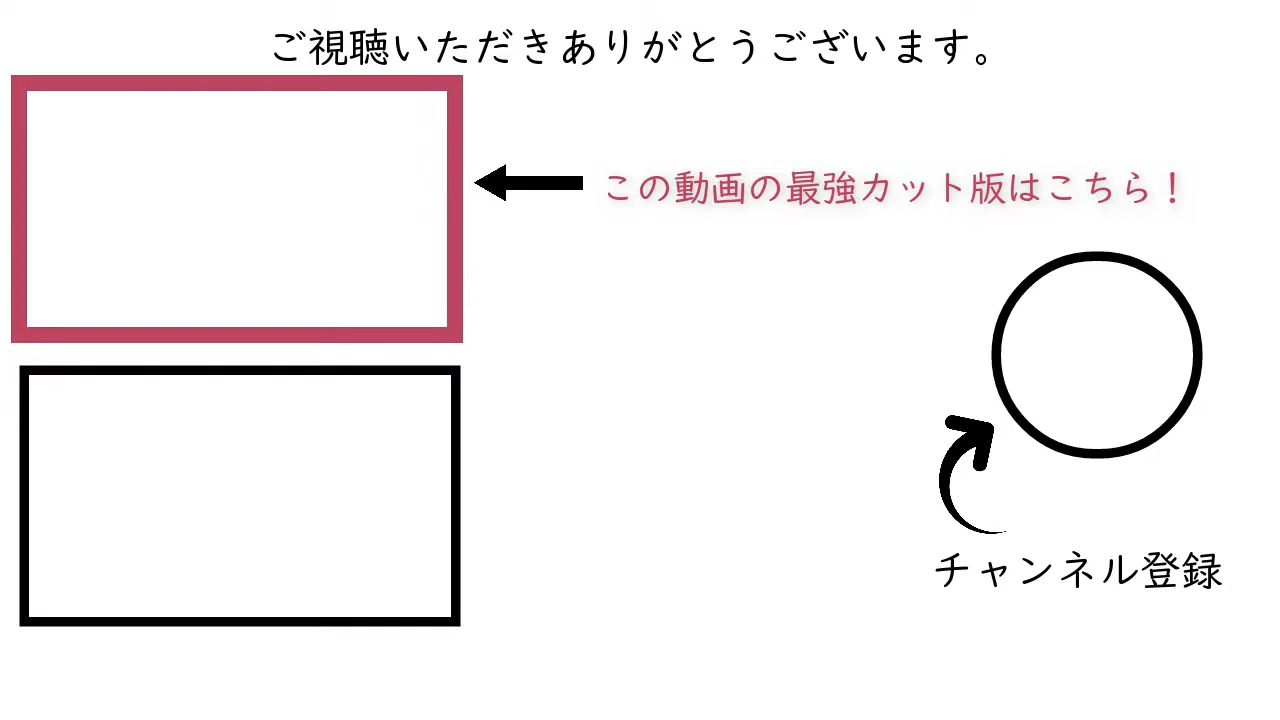 ご視聴いただきありがとうございます。
この動画の最強カット版はこちら！
チャンネル登録